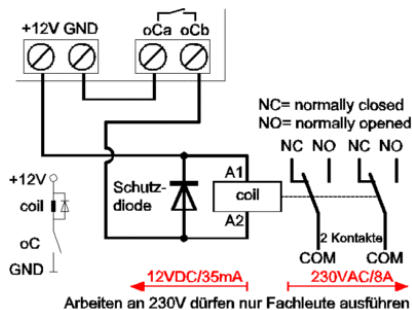 +12V GND oCa oCb
NC= normally closed
NO= normally opened
NC NO NC NO
+12V
coil
oC
GND
Schutz-
diode
A1
coil
A2
2 Kontakte
COM COM
12VDC/35mA 230VAC/8A
Arbeiten an 230V dürfen nur Fachleute ausführen